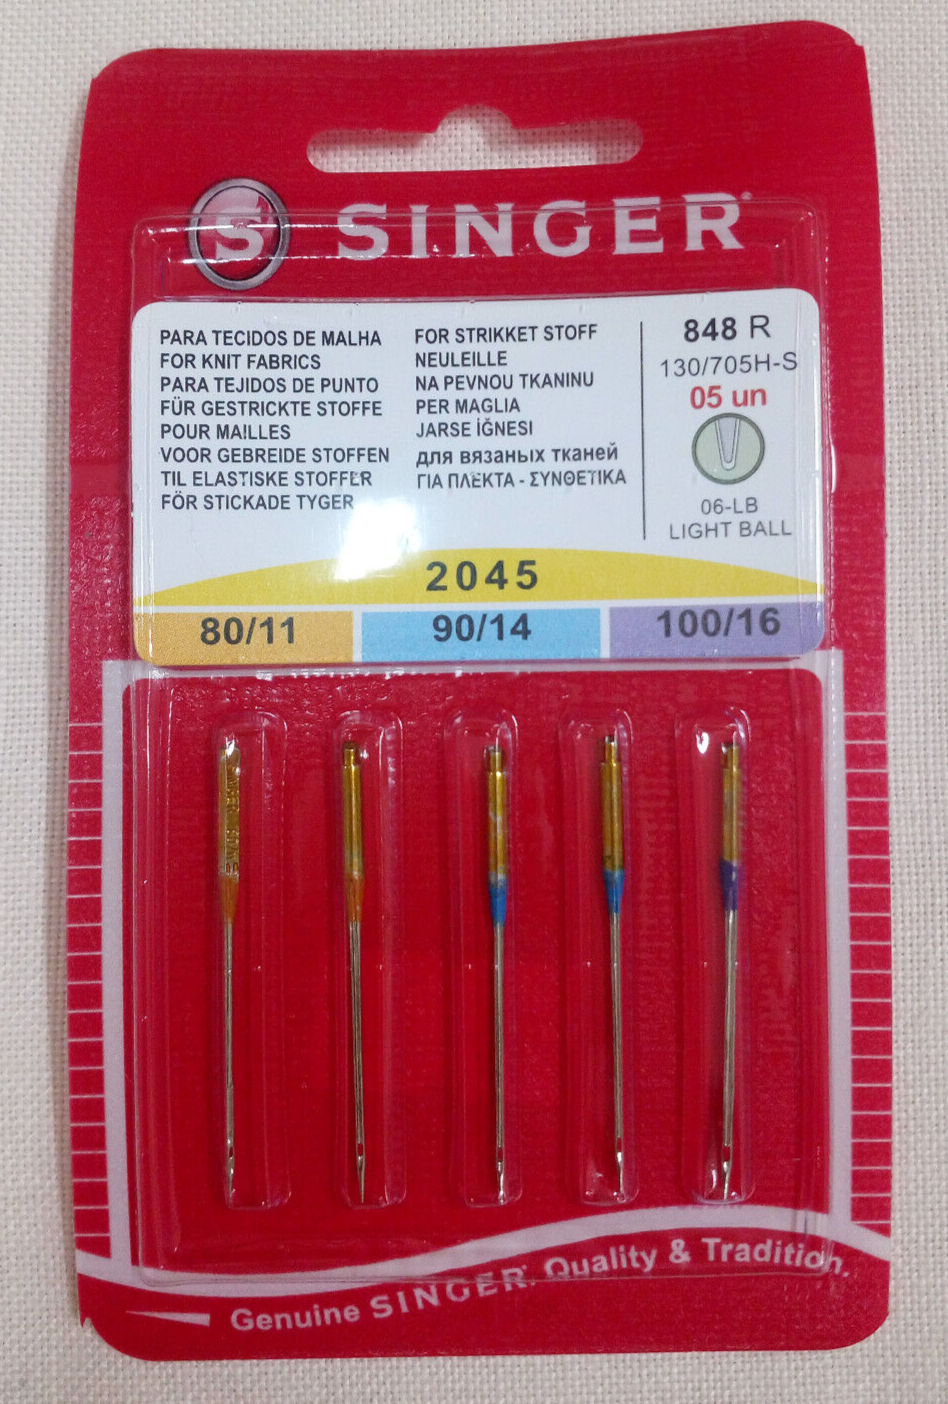 S
SINGER®
PARA TECIDOS DE MALHA
FOR KNIT FABRICS
PARA TEJIDOS DE PUNTO
FÜR GESTRICKTE STOFFE
POUR MAILLES
VOOR GEBREIDE STOFFEN
TIL ELASTISKE STOFFER
FÖR STICKADE TYGER
FOR STRIKKET STOFF
NEULEILLE
NA PEVNOU TKANINU
PER MAGLIA
JARSE İĞNESI
для вязаных тканей
ΓΙΑ ΠΛΕΚΤΑ - ΣΥΝΘΕΤΙΚΑ
848 R
130/705H-S
05 un
06-LB
LIGHT BALL
2045
80/11 90/14 100/16
SINGER
Genuine SINGER® Quality & Tradition.